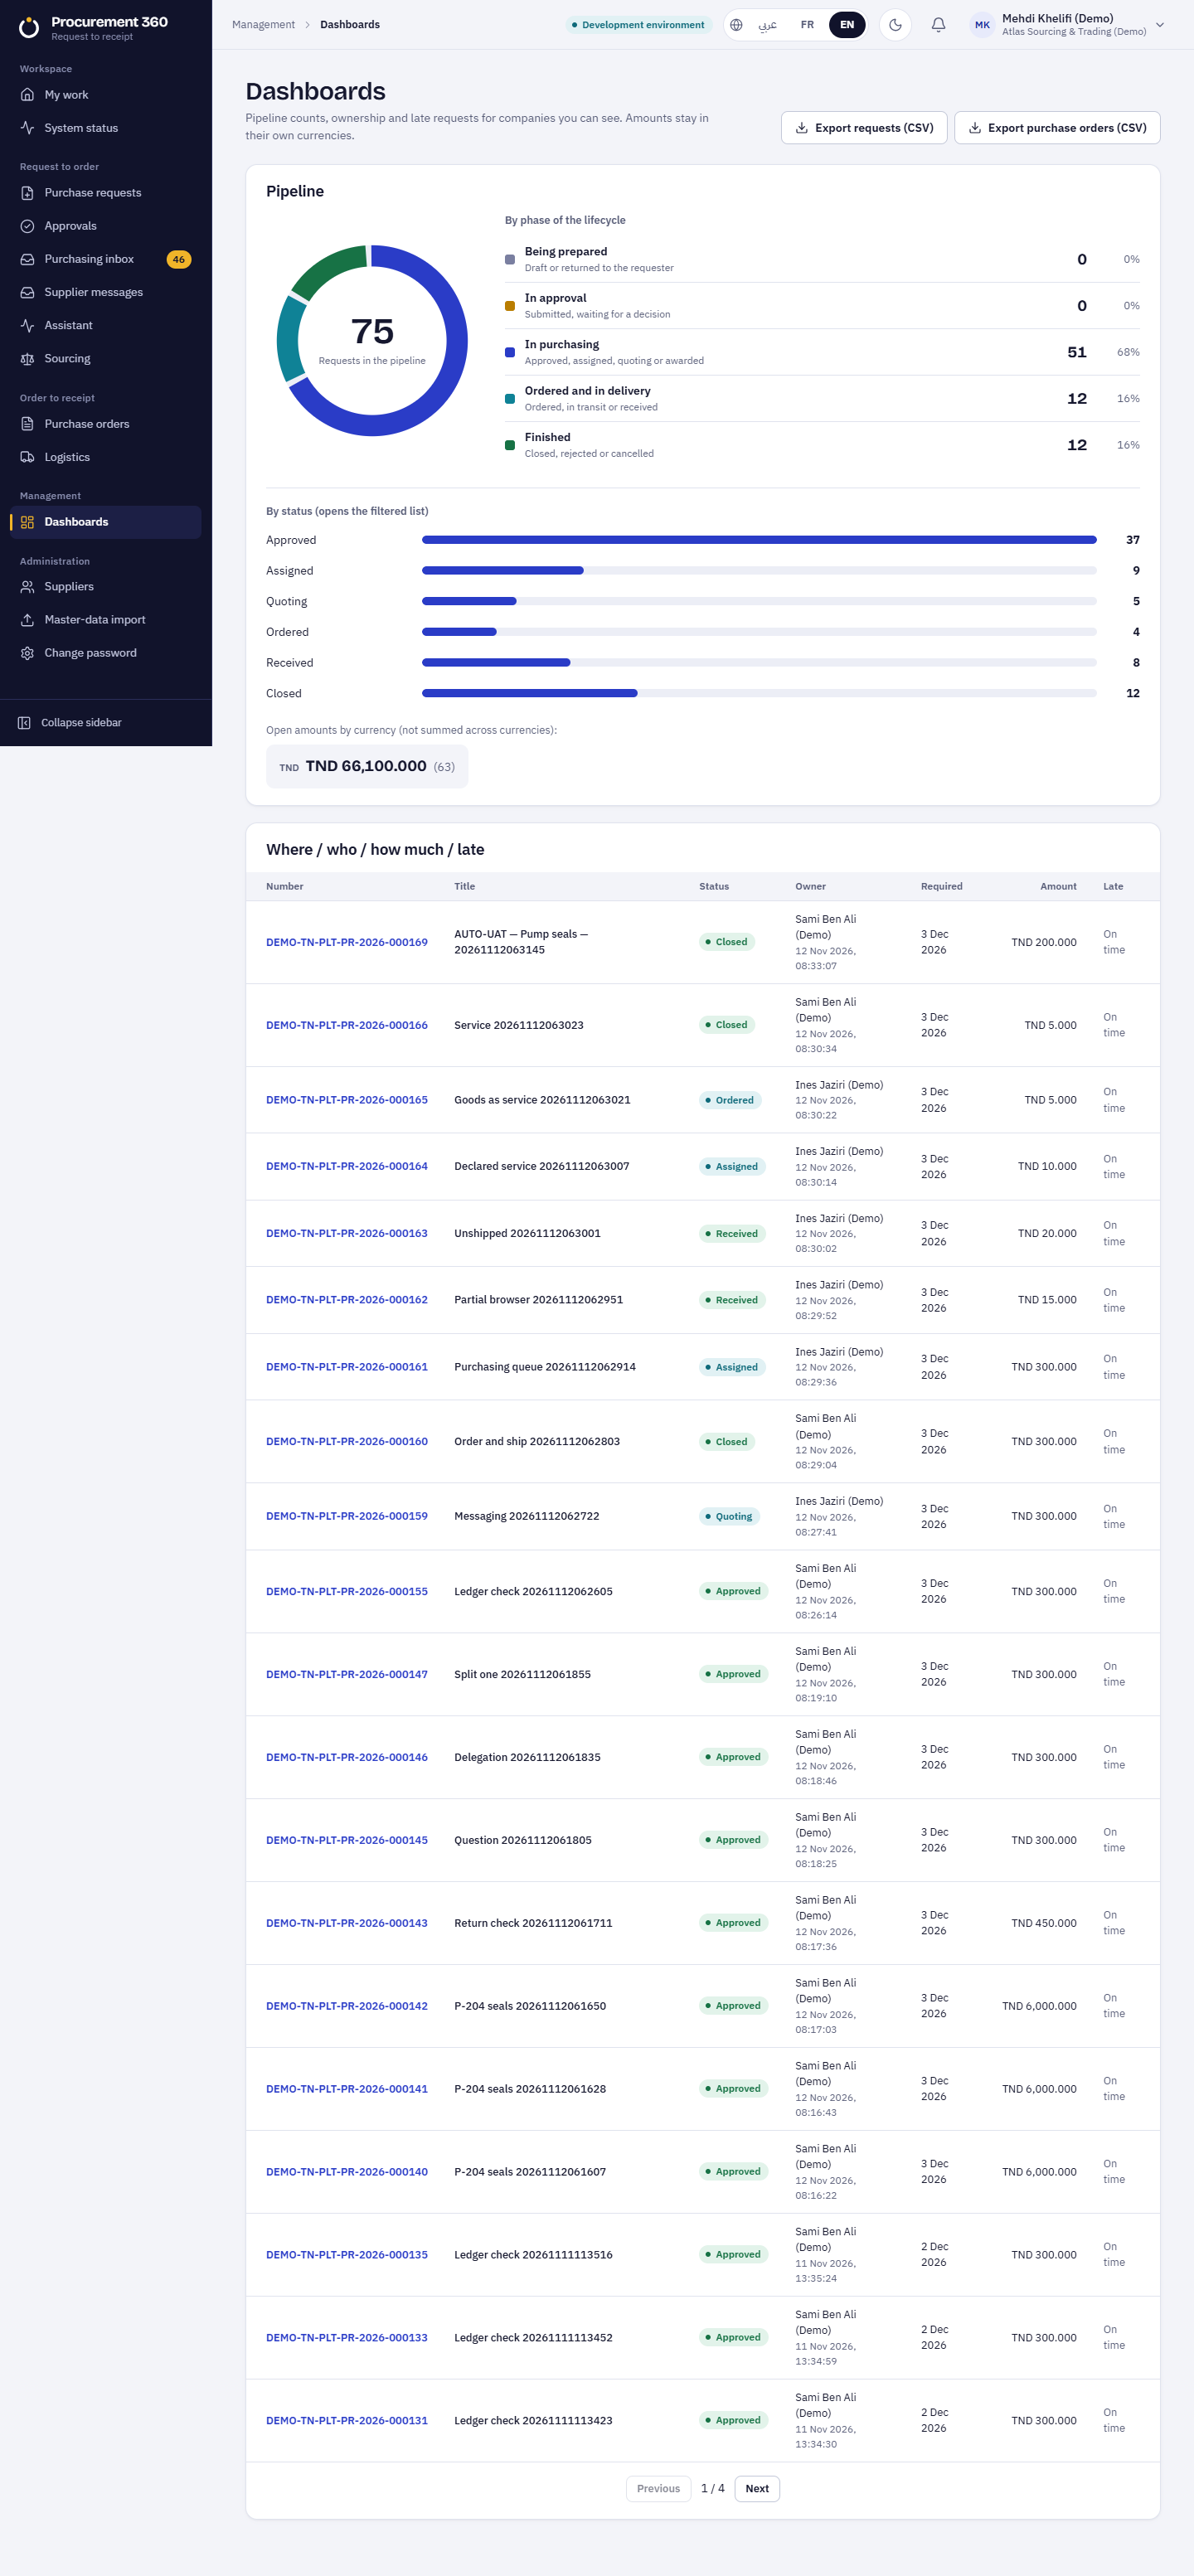 Procurement 360
Request to receipt
Workspace
My work
System status
Request to order
Purchase requests
Approvals
Purchasing inbox 46
Supplier messages
Assistant
Sourcing
Order to receipt
Purchase orders
Logistics
Management
Dashboards
Administration
Suppliers
Master-data import
Change password
Collapse sidebar
Management > Dashboards
Development environment
عربي FR EN
MK
Mehdi Khelifi (Demo)
Atlas Sourcing & Trading (Demo)
Dashboards
Pipeline counts, ownership and late requests for companies you can see. Amounts stay in
their own currencies.
Export requests (CSV)
Export purchase orders (CSV)
Pipeline
75
Requests in the pipeline
By phase of the lifecycle
Being prepared 0 0%
Draft or returned to the requester
In approval 0 0%
Submitted, waiting for a decision
In purchasing 51 68%
Approved, assigned, quoting or awarded
Ordered and in delivery 12 16%
Ordered, in transit or received
Finished 12 16%
Closed, rejected or cancelled
By status (opens the filtered list)
Approved 37
Assigned 9
Quoting 5
Ordered 4
Received 8
Closed 12
Open amounts by currency (not summed across currencies):
TND TND 66,100.000 (63)
Where / who / how much / late
Number Title Status Owner Required Amount Late
DEMO-TN-PLT-PR-2026-000169 AUTO-UAT — Pump seals — 20261112063145 Closed Sami Ben Ali (Demo) 12 Nov 2026, 08:33:07 3 Dec 2026 TND 200.000 On time
DEMO-TN-PLT-PR-2026-000166 Service 20261112063023 Closed Sami Ben Ali (Demo) 12 Nov 2026, 08:30:34 3 Dec 2026 TND 5.000 On time
DEMO-TN-PLT-PR-2026-000165 Goods as service 20261112063021 Ordered Ines Jaziri (Demo) 12 Nov 2026, 08:30:22 3 Dec 2026 TND 5.000 On time
DEMO-TN-PLT-PR-2026-000164 Declared service 20261112063007 Assigned Ines Jaziri (Demo) 12 Nov 2026, 08:30:14 3 Dec 2026 TND 10.000 On time
DEMO-TN-PLT-PR-2026-000163 Unshipped 20261112063001 Received Ines Jaziri (Demo) 12 Nov 2026, 08:30:02 3 Dec 2026 TND 20.000 On time
DEMO-TN-PLT-PR-2026-000162 Partial browser 20261112062951 Received Ines Jaziri (Demo) 12 Nov 2026, 08:29:52 3 Dec 2026 TND 15.000 On time
DEMO-TN-PLT-PR-2026-000161 Purchasing queue 20261112062914 Assigned Ines Jaziri (Demo) 12 Nov 2026, 08:29:36 3 Dec 2026 TND 300.000 On time
DEMO-TN-PLT-PR-2026-000160 Order and ship 20261112062803 Closed Sami Ben Ali (Demo) 12 Nov 2026, 08:29:04 3 Dec 2026 TND 300.000 On time
DEMO-TN-PLT-PR-2026-000159 Messaging 20261112062722 Quoting Ines Jaziri (Demo) 12 Nov 2026, 08:27:41 3 Dec 2026 TND 300.000 On time
DEMO-TN-PLT-PR-2026-000155 Ledger check 20261112062605 Approved Sami Ben Ali (Demo) 12 Nov 2026, 08:26:14 3 Dec 2026 TND 300.000 On time
DEMO-TN-PLT-PR-2026-000147 Split one 20261112061855 Approved Sami Ben Ali (Demo) 12 Nov 2026, 08:19:10 3 Dec 2026 TND 300.000 On time
DEMO-TN-PLT-PR-2026-000146 Delegation 20261112061835 Approved Sami Ben Ali (Demo) 12 Nov 2026, 08:18:46 3 Dec 2026 TND 300.000 On time
DEMO-TN-PLT-PR-2026-000145 Question 20261112061805 Approved Sami Ben Ali (Demo) 12 Nov 2026, 08:18:25 3 Dec 2026 TND 300.000 On time
DEMO-TN-PLT-PR-2026-000143 Return check 20261112061711 Approved Sami Ben Ali (Demo) 12 Nov 2026, 08:17:36 3 Dec 2026 TND 450.000 On time
DEMO-TN-PLT-PR-2026-000142 P-204 seals 20261112061650 Approved Sami Ben Ali (Demo) 12 Nov 2026, 08:17:03 3 Dec 2026 TND 6,000.000 On time
DEMO-TN-PLT-PR-2026-000141 P-204 seals 20261112061628 Approved Sami Ben Ali (Demo) 12 Nov 2026, 08:16:43 3 Dec 2026 TND 6,000.000 On time
DEMO-TN-PLT-PR-2026-000140 P-204 seals 20261112061607 Approved Sami Ben Ali (Demo) 12 Nov 2026, 08:16:22 3 Dec 2026 TND 6,000.000 On time
DEMO-TN-PLT-PR-2026-000135 Ledger check 20261111113516 Approved Sami Ben Ali (Demo) 11 Nov 2026, 13:35:24 2 Dec 2026 TND 300.000 On time
DEMO-TN-PLT-PR-2026-000133 Ledger check 20261111113452 Approved Sami Ben Ali (Demo) 11 Nov 2026, 13:34:59 2 Dec 2026 TND 300.000 On time
DEMO-TN-PLT-PR-2026-000131 Ledger check 20261111113423 Approved Sami Ben Ali (Demo) 11 Nov 2026, 13:34:30 2 Dec 2026 TND 300.000 On time
Previous 1 / 4 Next